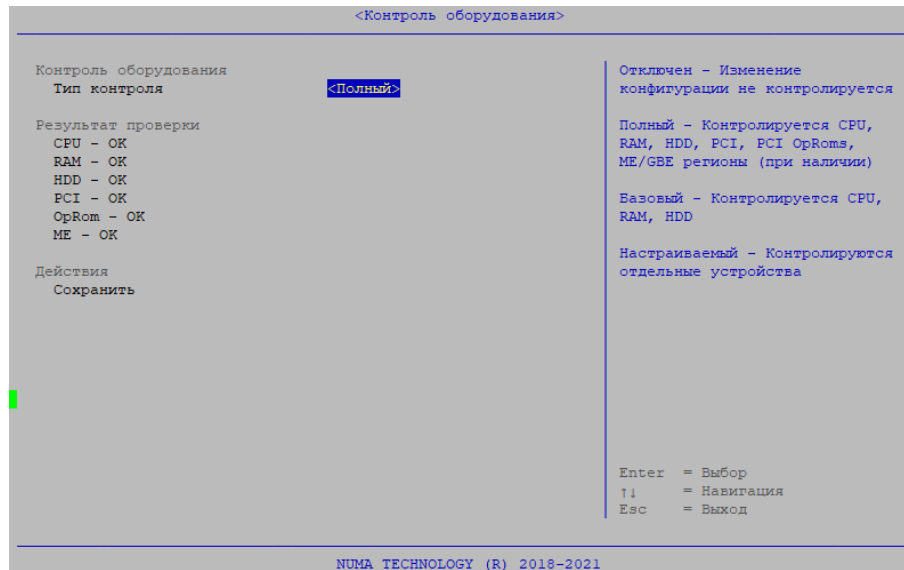 <Контроль оборудования>
Контроль оборудования
Тип контроля <Полный>
Результат проверки
CPU - OK
RAM - OK
HDD - OK
PCI - OK
OpRom - OK
ME - OK
Действия
Сохранить
Отключен - Изменение
конфигурации не контролируется
Полный - Контролируется CPU,
RAM, HDD, PCI, PCI OpRoms,
ME/GBE регионы (при наличии)
Базовый - Контролируется CPU,
RAM, HDD
Настраиваемый - Контролируются
отдельные устройства
Enter = Выбор
↑↓ = Навигация
Esc = Выход
NUMA TECHNOLOGY (R) 2018-2021